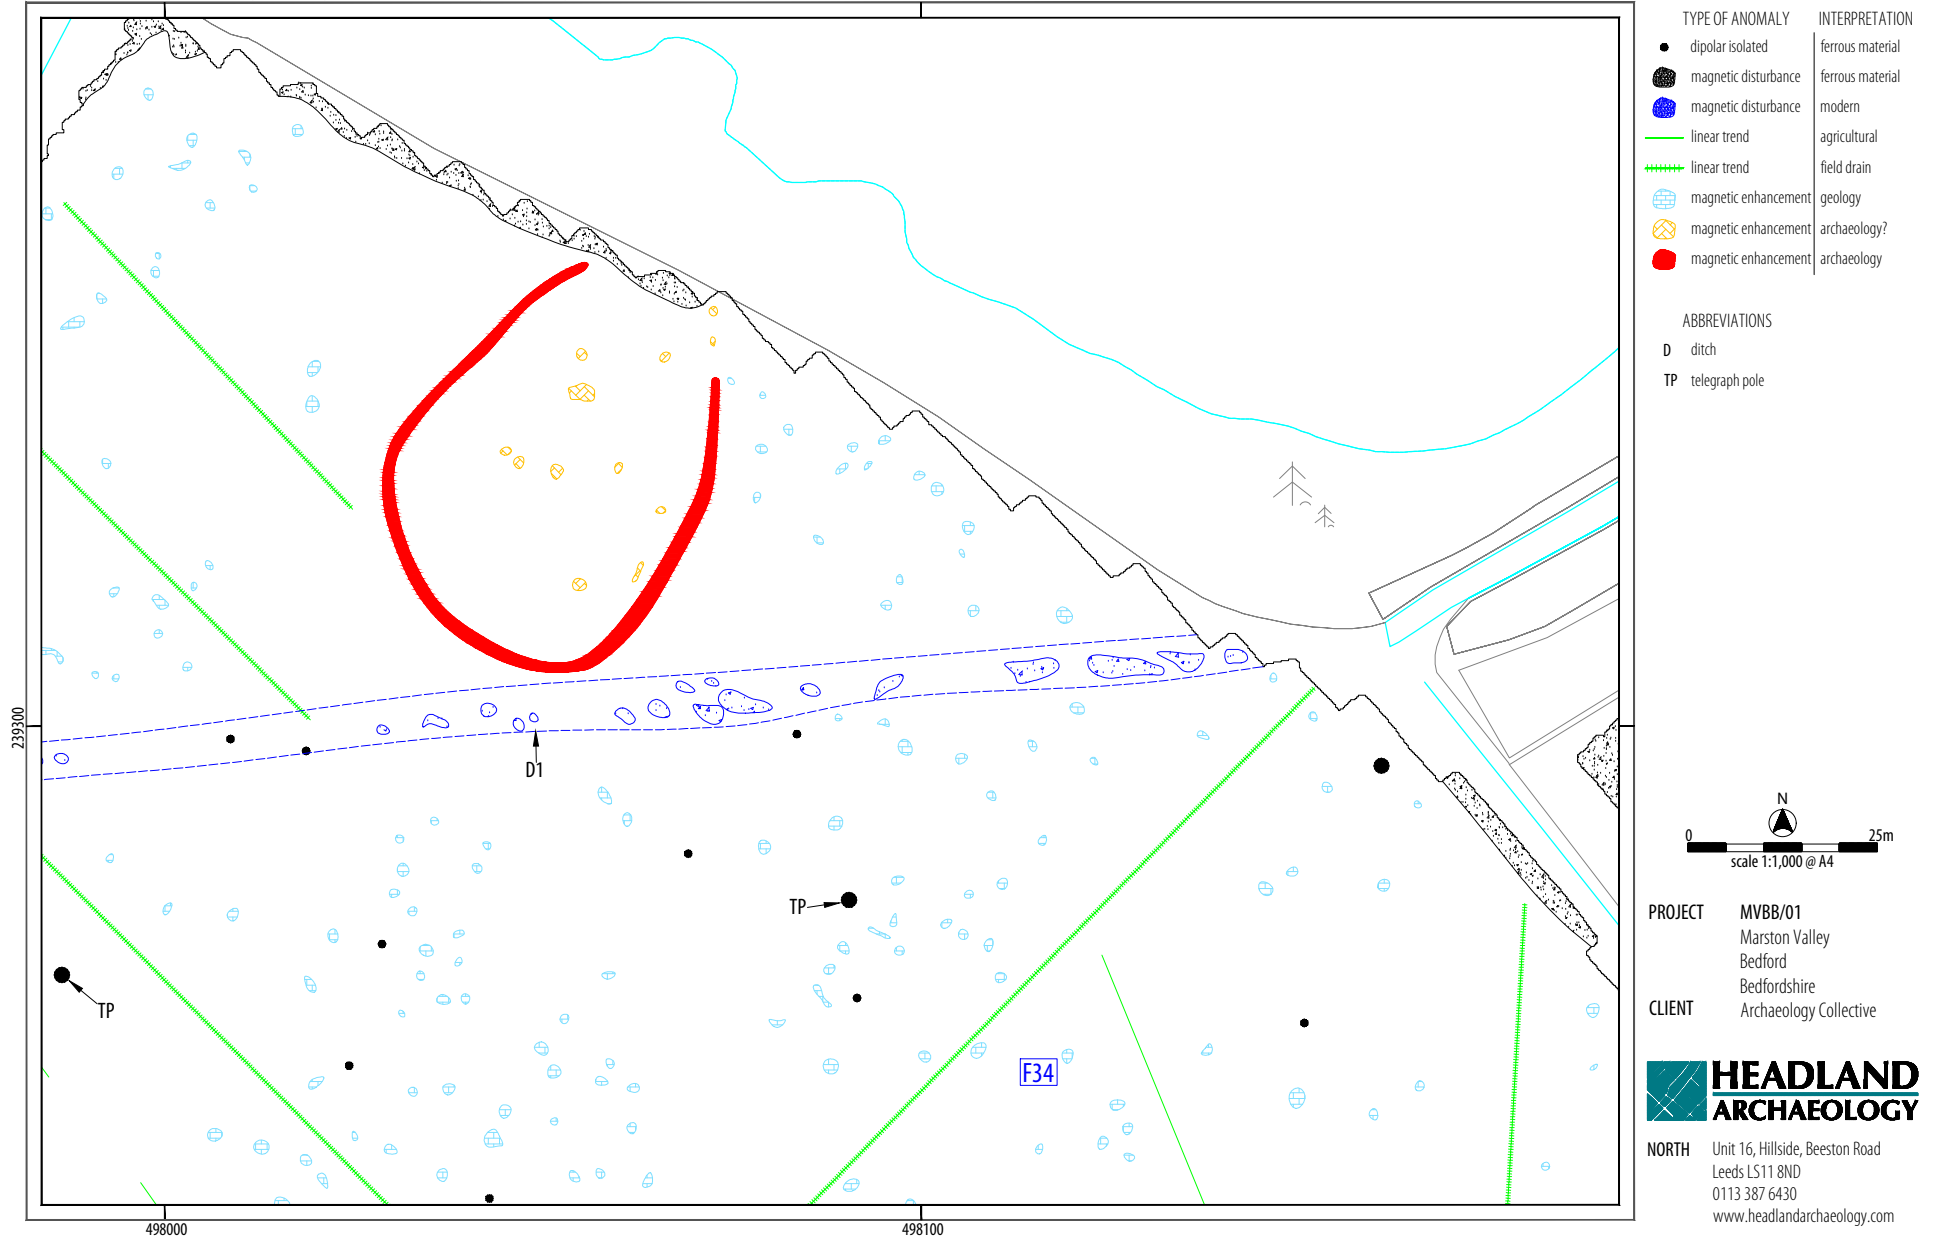 TYPE OF ANOMALY INTERPRETATION
dipolar isolated ferrous material
magnetic disturbance ferrous material
magnetic disturbance modern
linear trend agricultural
linear trend field drain
magnetic enhancement geology
magnetic enhancement archaeology?
magnetic enhancement archaeology
ABBREVIATIONS
D ditch
TP telegraph pole
239300
D1
TP
TP
F34
498000
498100
N
0 25m
scale 1:1,000 @ A4
PROJECT MVBB/01
Marston Valley
Bedford
Bedfordshire
CLIENT Archaeology Collective
HEADLAND
ARCHAEOLOGY
NORTH Unit 16, Hillside, Beeston Road
Leeds LS11 8ND
0113 387 6430
www.headlandarchaeology.com